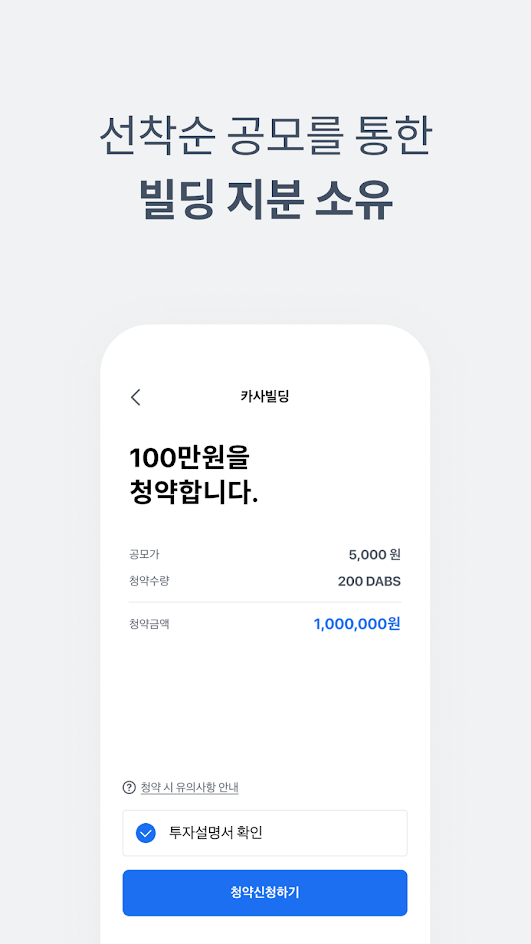 선착순 공모를 통한
빌딩 지분 소유
카사빌딩
100만원을
청약합니다.
공모가 5,000 원
청약수량 200 DABS
청약금액 1,000,000원
? 청약 시 유의사항 안내
투자설명서 확인
청약신청하기